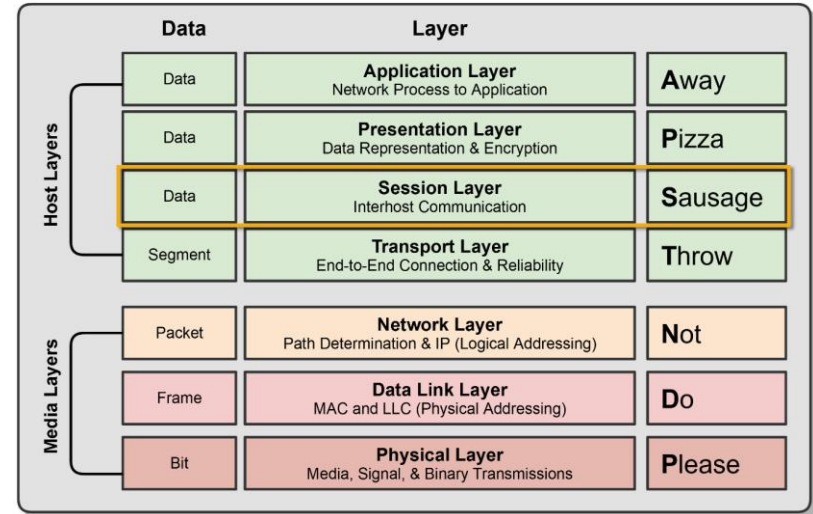 Data Layer
Host Layers
Data
Application Layer
Network Process to Application
Away
Data
Presentation Layer
Data Representation & Encryption
Pizza
Data
Session Layer
Interhost Communication
Sausage
Segment
Transport Layer
End-to-End Connection & Reliability
Throw
Media Layers
Packet
Network Layer
Path Determination & IP (Logical Addressing)
Not
Frame
Data Link Layer
MAC and LLC (Physical Addressing)
Do
Bit
Physical Layer
Media, Signal, & Binary Transmissions
Please